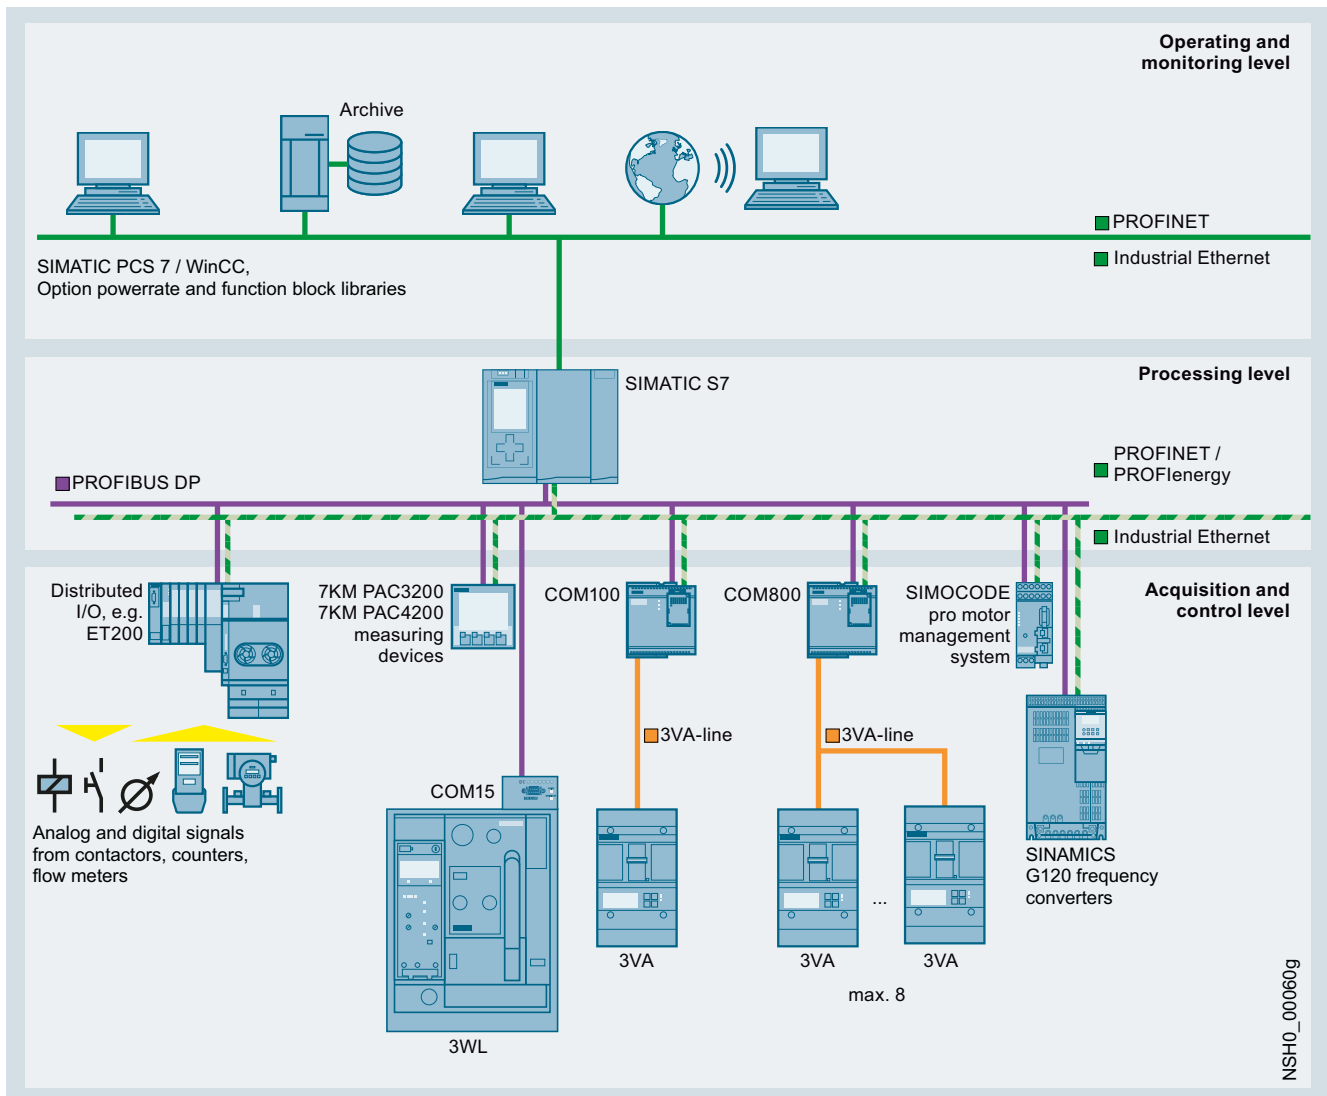 Operating and
monitoring level
Archive
PROFINET
Industrial Ethernet
SIMATIC PCS 7 / WinCC,
Option powerrate and function block libraries
Processing level
SIMATIC S7
PROFINET /
PROFIenergy
PROFIBUS DP
Industrial Ethernet
Acquisition and
control level
Distributed
I/O, e.g.
ET200
7KM PAC3200
7KM PAC4200
measuring
devices
COM100
COM800
SIMOCODE
pro motor
management
system
3VA-line
3VA-line
COM15
Analog and digital signals
from contactors, counters,
flow meters
SINAMICS
G120 frequency
converters
...
3VA
3VA
3VA
max. 8
3WL
NSH0_00060g